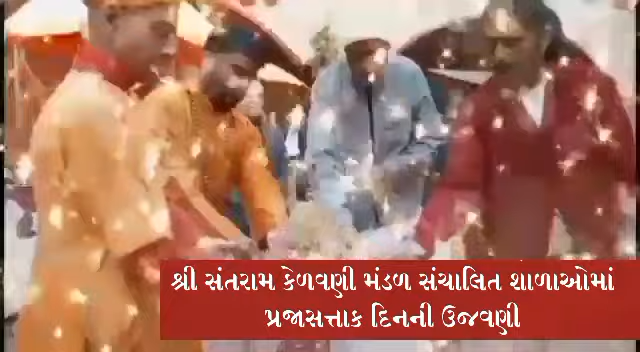 શ્રી સંતરામ કેળવણી મંડળ સંચાલિત શાળાઓમાં
પ્રજાસત્તાક દિનની ઉજવણી